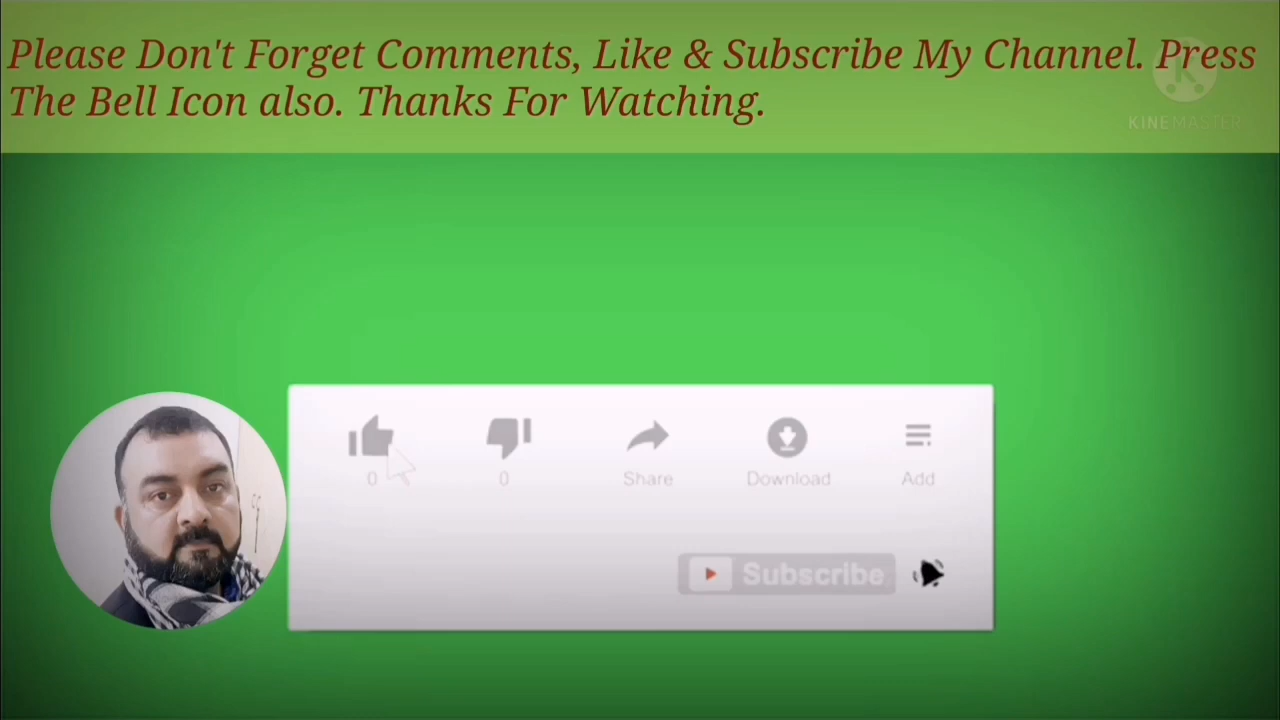 Please Don't Forget Comments, Like & Subscribe My Channel. Press
The Bell Icon also. Thanks For Watching.
K
KINEMASTER
0
0
Share
Download
Add
Subscribe